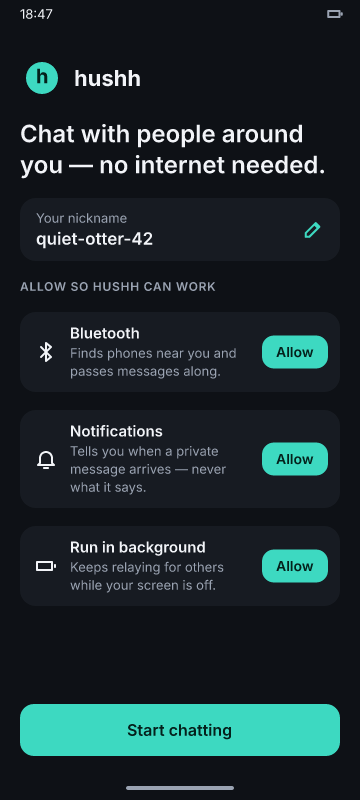 18:47
h hushh
Chat with people around
you — no internet needed.
Your nickname
quiet-otter-42
ALLOW SO HUSHH CAN WORK
Bluetooth
Finds phones near you and
passes messages along.
Allow
Notifications
Tells you when a private
message arrives — never
what it says.
Allow
Run in background
Keeps relaying for others
while your screen is off.
Allow
Start chatting